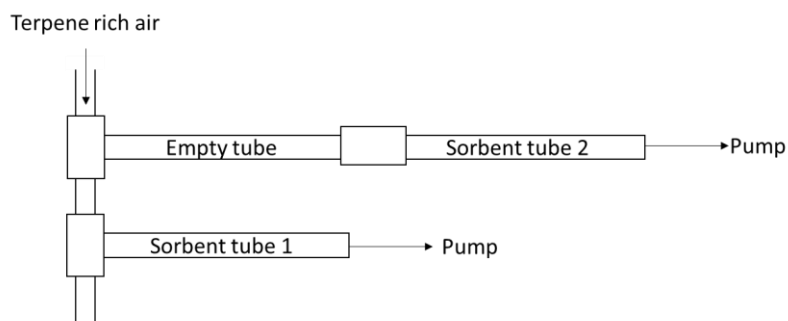 Terpene rich air
Empty tube
Sorbent tube 2
Pump
Sorbent tube 1
Pump